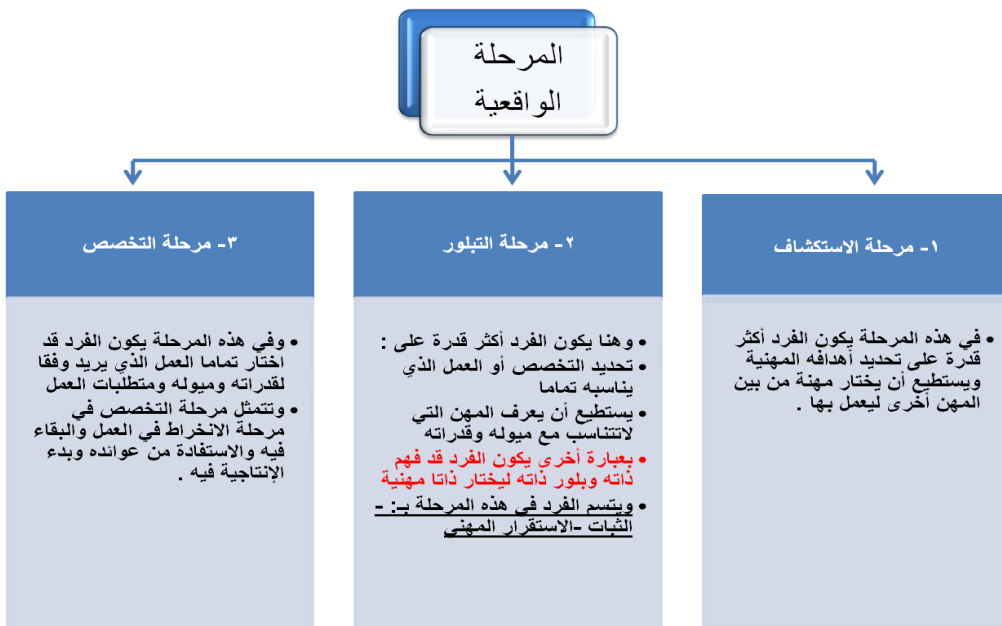 المرحلة
الواقعية
١- مرحلة الاستكشاف
• في هذه المرحلة يكون الفرد أكثر
قدرة على تحديد أهدافه المهنية
ويستطيع أن يختار مهنة من بين
المهن أخرى ليعمل بها .
٢- مرحلة التبلور
• وهنا يكون الفرد أكثر قدرة على :
• تحديد التخصص أو العمل الذي
يناسبه تماما
• يستطيع أن يعرف المهن التي
لاتتناسب مع ميوله وقدراته
• بعبارة أخرى يكون الفرد قد فهم
ذاته وبلور ذاته ليختار ذاتا مهنية
• ويتسم الفرد في هذه المرحلة بـ: -
الثبات -الاستقرار المهني
٣- مرحلة التخصص
• وفي هذه المرحلة يكون الفرد قد
اختار تماما العمل الذي يريد وفقا
لقدراته وميوله ومتطلبات العمل
• وتتمثل مرحلة التخصص في
مرحلة الانخراط في العمل والبقاء
فيه والاستفادة من عوائده وبدء
الإنتاجية فيه .